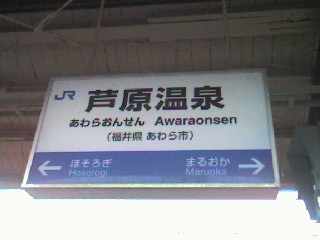 JR 芦原温泉
あわらおんせん Awaraonsen
(福井県 あわら市)
ほそろぎ まるおか
Hosorogi Maruoka